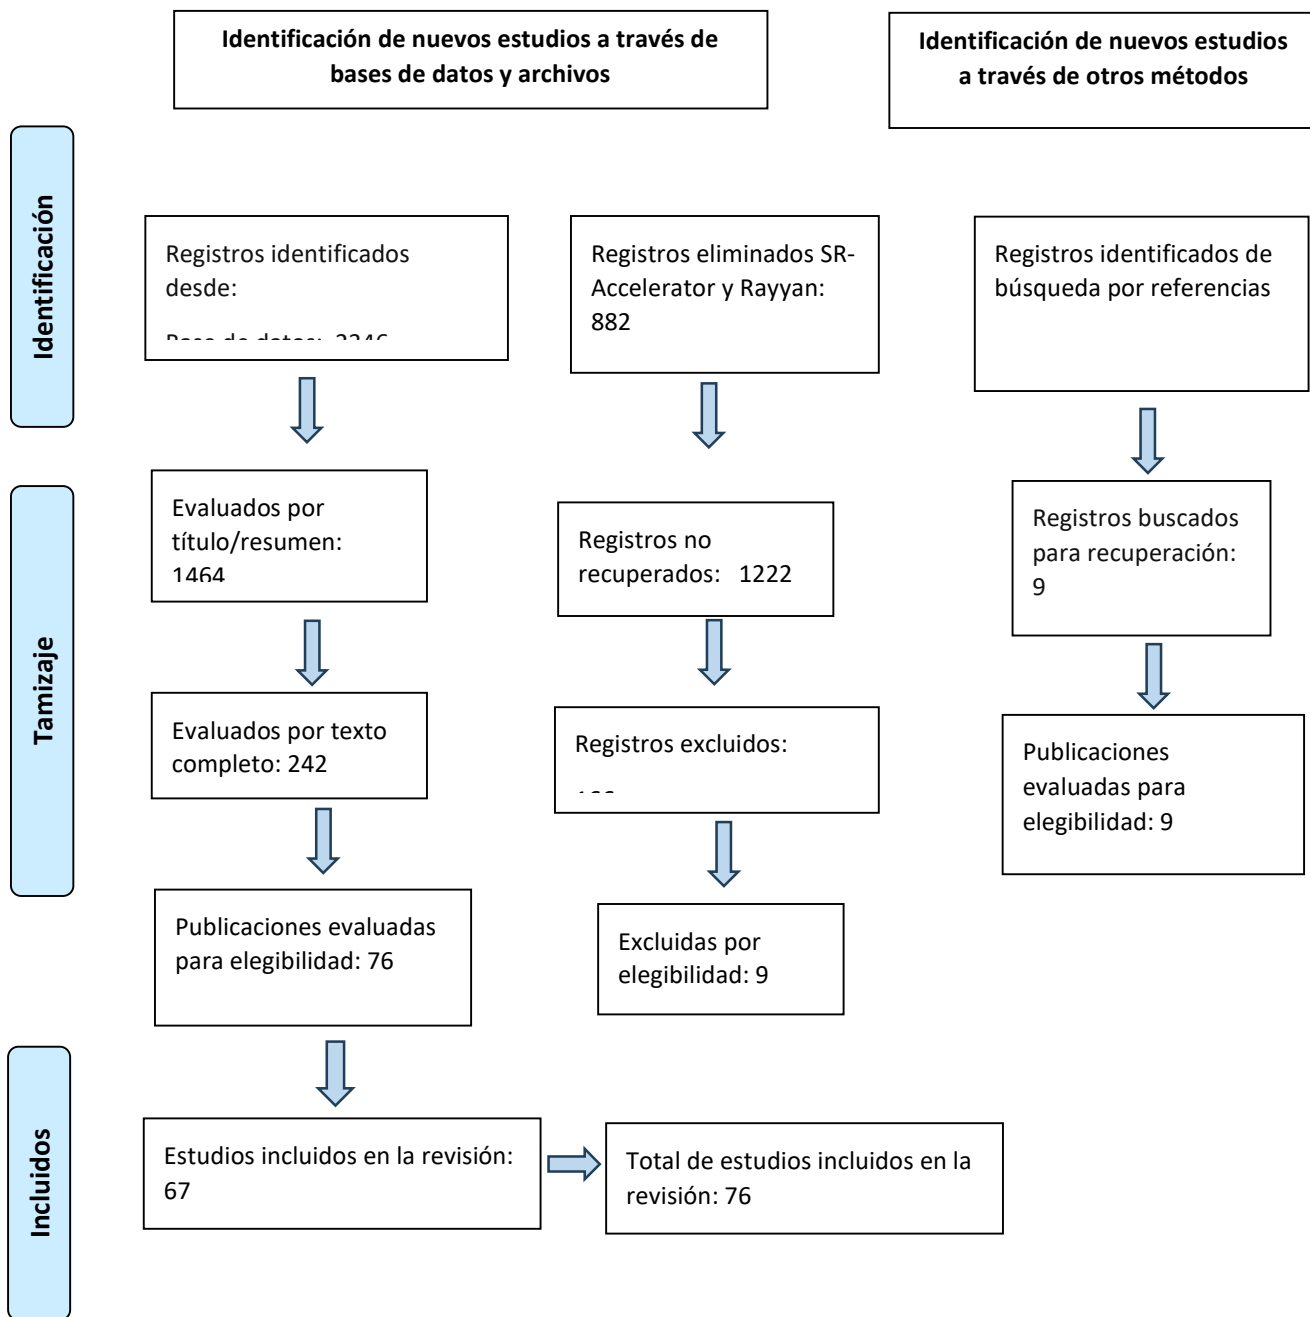 Identificación de nuevos estudios a través de
bases de datos y archivos
Identificación de nuevos estudios
a través de otros métodos
Identificación
Registros identificados
desde:
Base de datos: 2346
Registros eliminados SR-
Accelerator y Rayyan:
882
Registros identificados de
búsqueda por referencias
Tamizaje
Evaluados por
título/resumen:
1464
Registros no
recuperados: 1222
Registros buscados
para recuperación:
9
Evaluados por texto
completo: 242
Registros excluidos:
Publicaciones
evaluadas para
elegibilidad: 9
Publicaciones evaluadas
para elegibilidad: 76
Excluidas por
elegibilidad: 9
Incluidos
Estudios incluidos en la revisión:
67
Total de estudios incluidos en la
revisión: 76